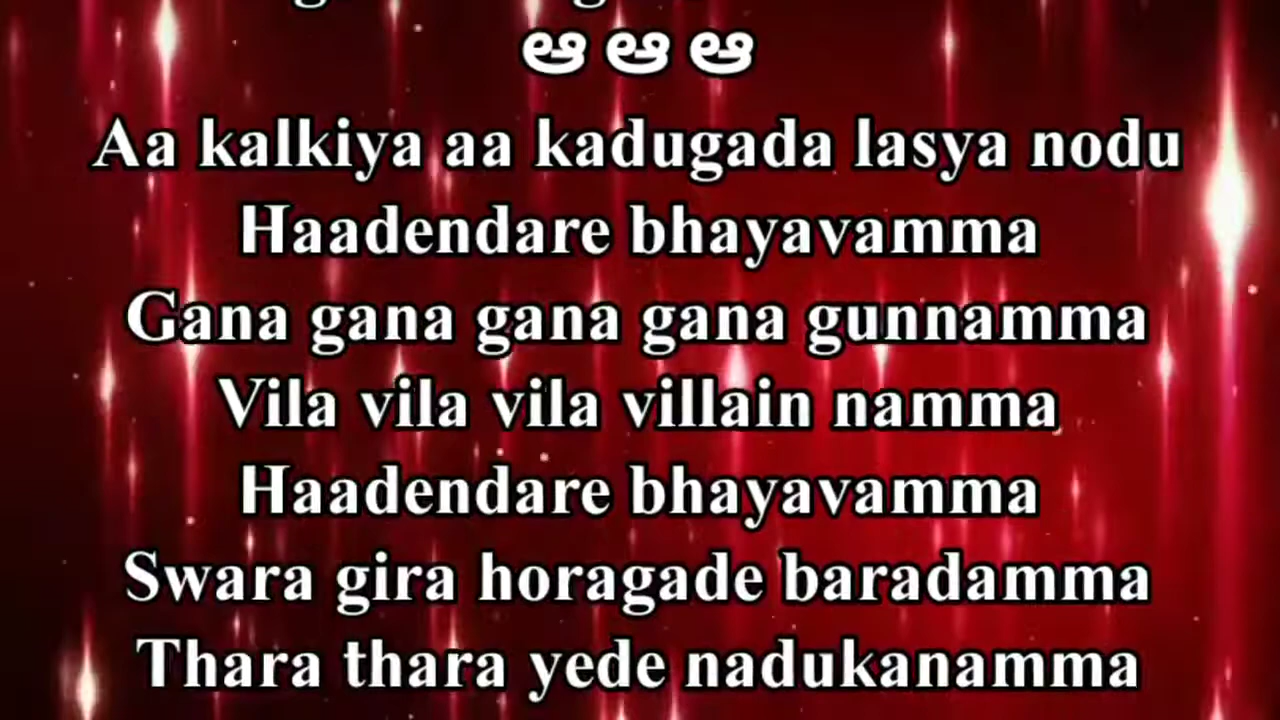 ಆ ಆ ಆ
Aa kalkiya aa kadugada lasya nodu
Haadendare bhayavamma
Gana gana gana gana gunnamma
Vila vila vila villain namma
Haadendare bhayavamma
Swara gira horagade baradamma
Thara thara yede nadukanamma